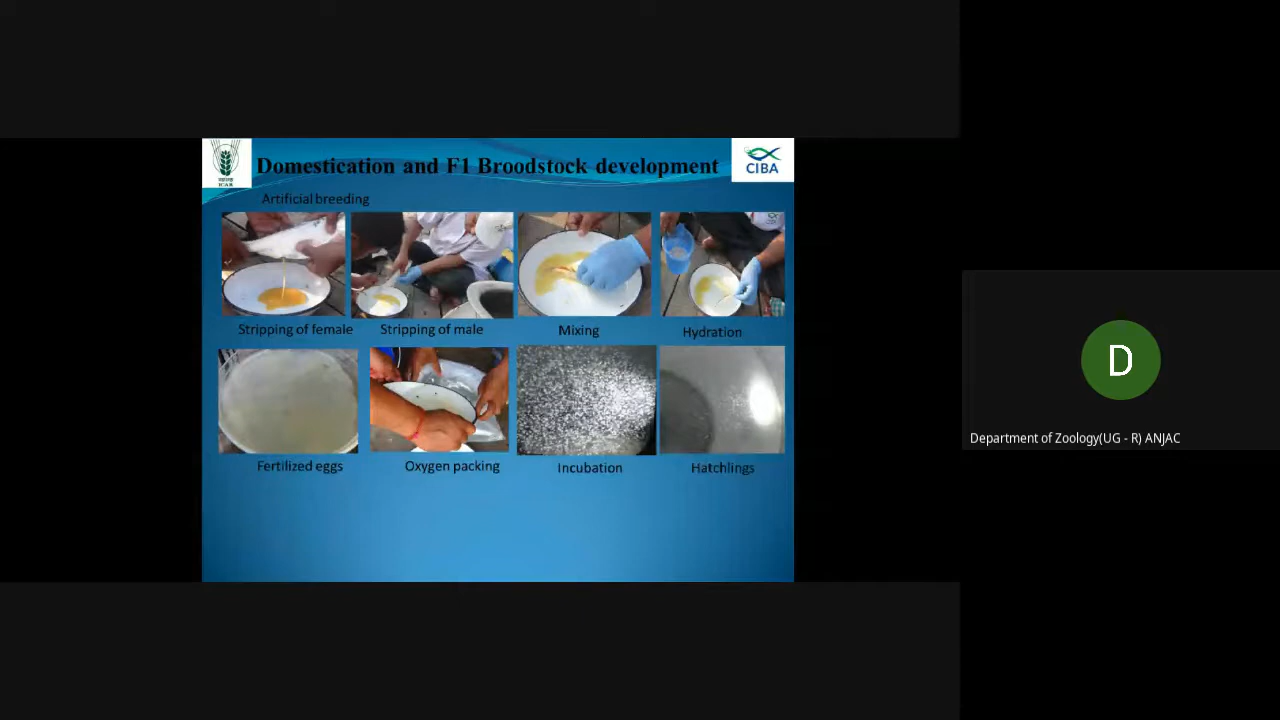 Domestication and F1 Broodstock development
ICAR
CIBA
Artificial breeding
Stripping of female
Stripping of male
Mixing
Hydration
Fertilized eggs
Oxygen packing
Incubation
Hatchlings
D
Department of Zoology(UG - R) ANJAC